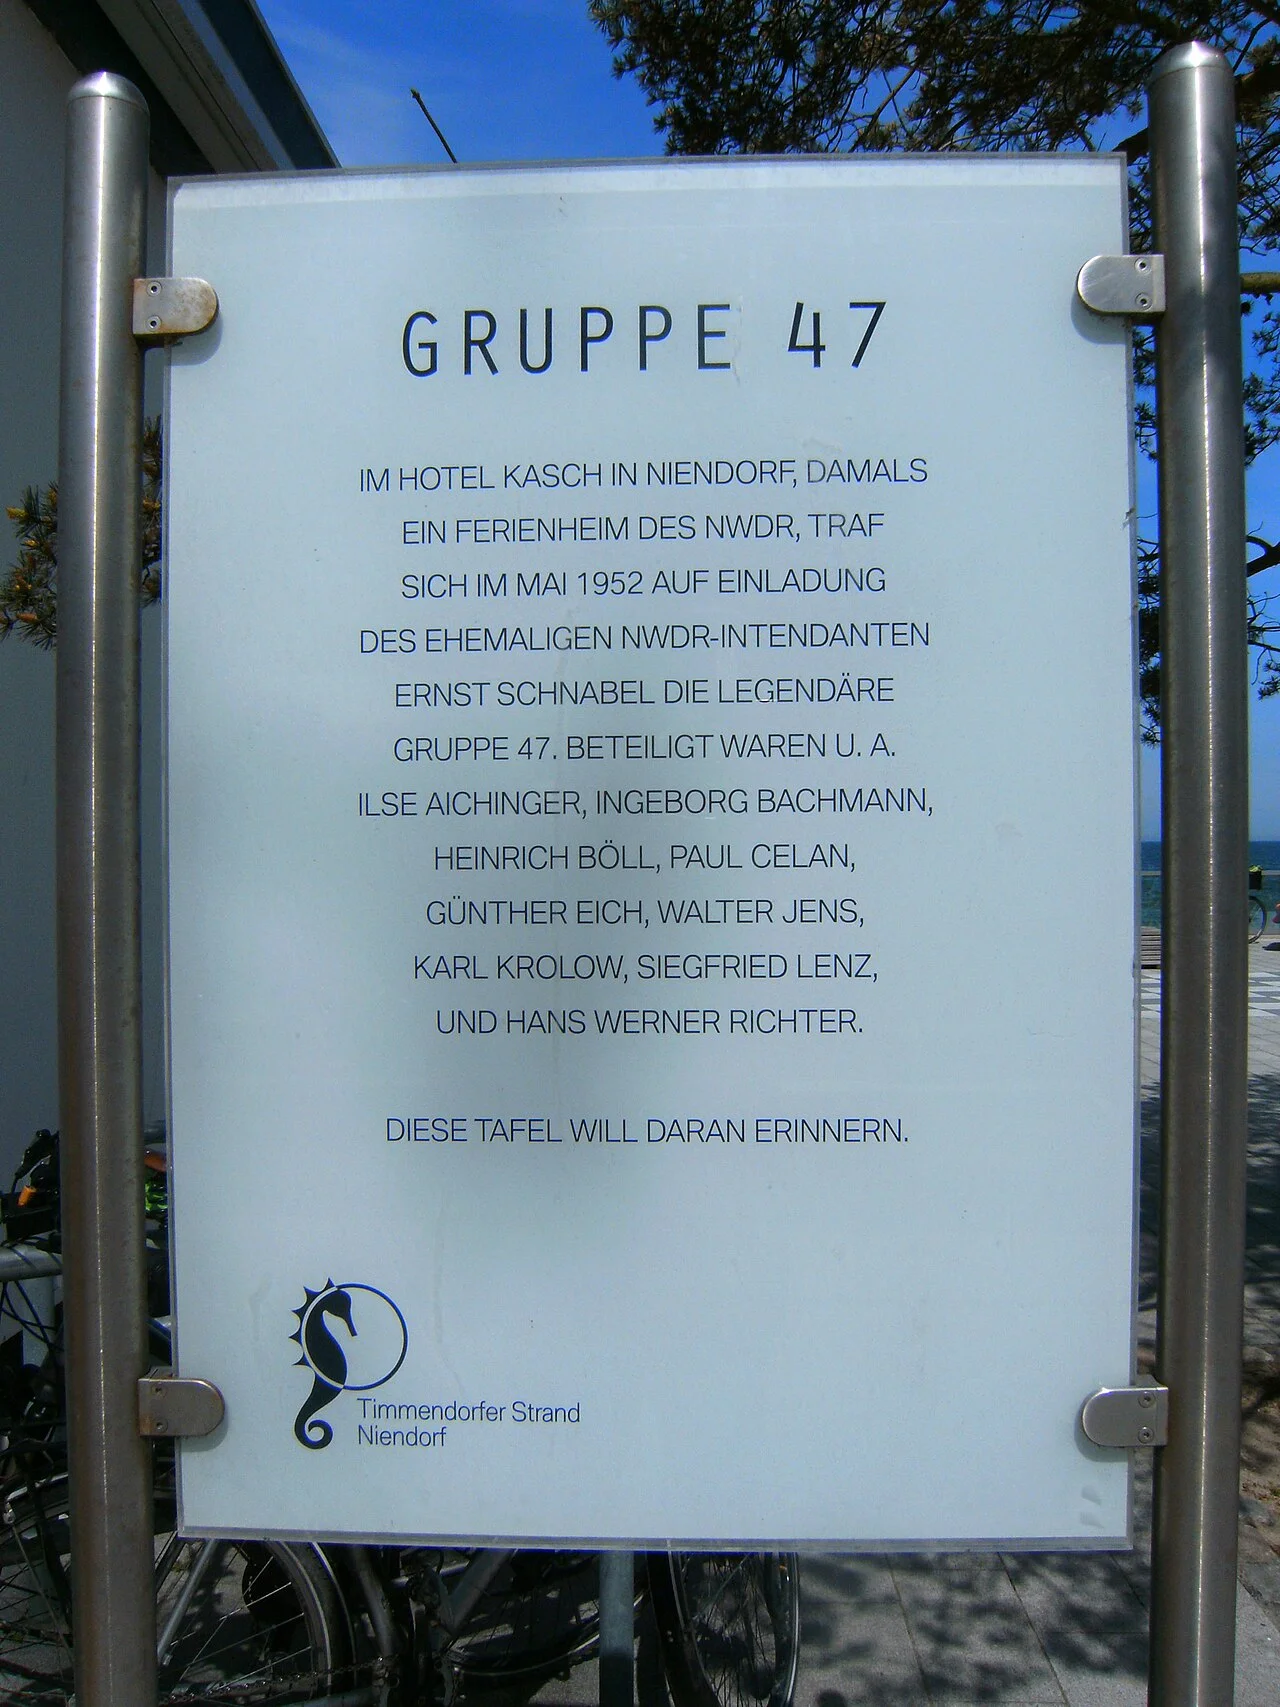 GRUPPE 47
IM HOTEL KASCH IN NIENDORF, DAMALS
EIN FERIENHEIM DES NWDR, TRAF
SICH IM MAI 1952 AUF EINLADUNG
DES EHEMALIGEN NWDR-INTENDANTEN
ERNST SCHNABEL DIE LEGENDÄRE
GRUPPE 47. BETEILIGT WAREN U. A.
ILSE AICHINGER, INGEBORG BACHMANN,
HEINRICH BÖLL, PAUL CELAN,
GÜNTHER EICH, WALTER JENS,
KARL KROLOW, SIEGFRIED LENZ,
UND HANS WERNER RICHTER.
DIESE TAFEL WILL DARAN ERINNERN.
Timmendorfer Strand
Niendorf